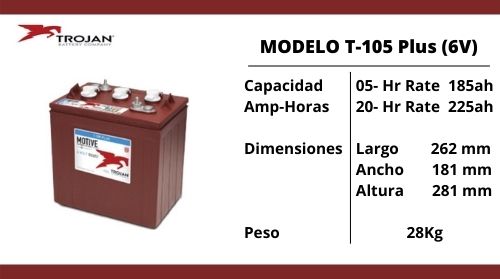 TROJAN
BATTERY COMPANY
MODELO T-105 Plus (6V)
Capacidad 05- Hr Rate 185ah
Amp-Horas 20- Hr Rate 225ah
Dimensiones Largo 262 mm
Ancho 181 mm
Altura 281 mm
Peso 28Kg
MOTIVE
TROJAN